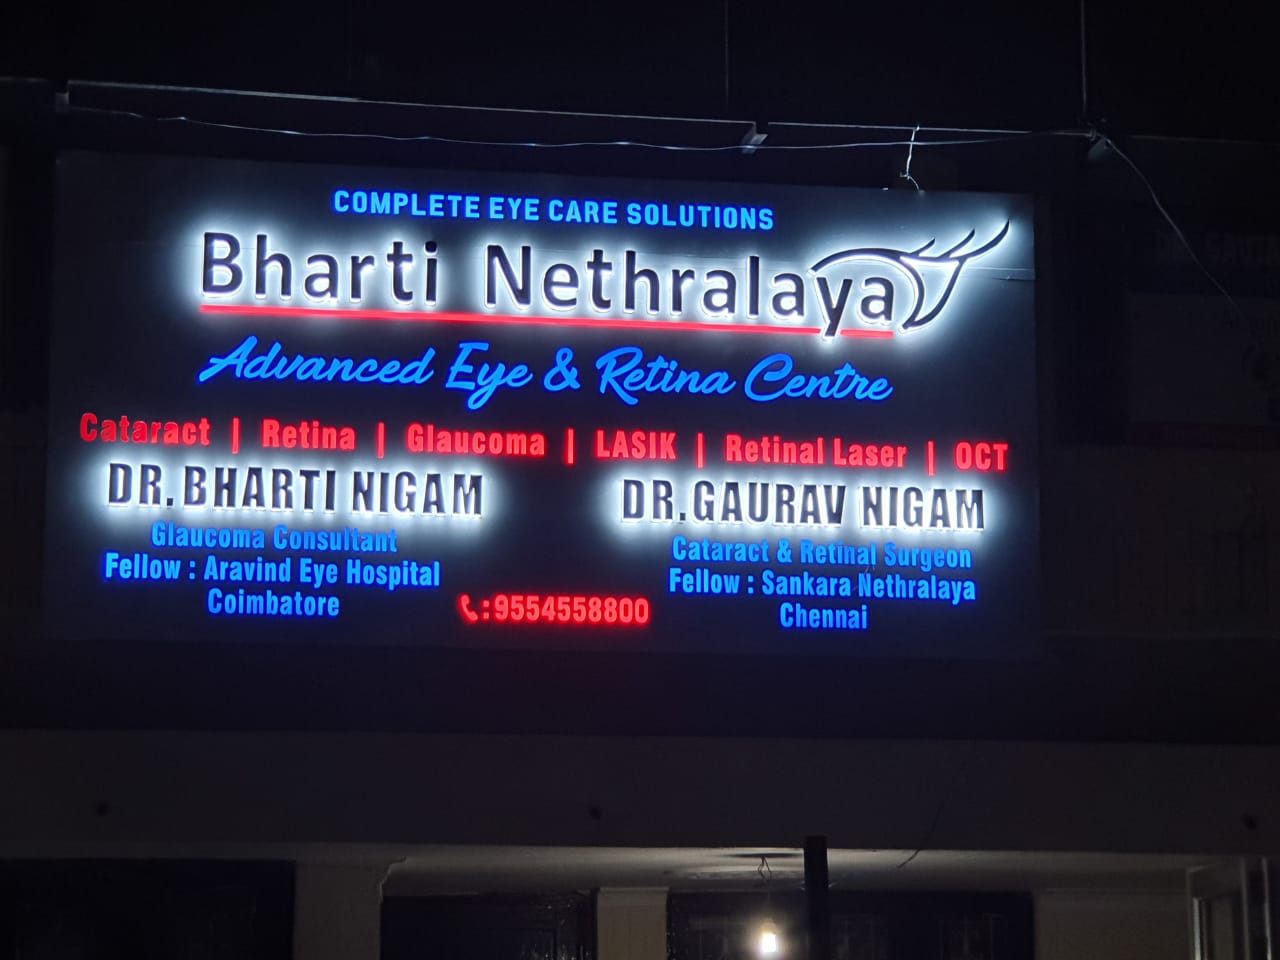 COMPLETE EYE CARE SOLUTIONS
Bharti Nethralaya
Advanced Eye & Retina Centre
Cataract | Retina | Glaucoma | LASIK | Retinal Laser | OCT
DR.BHARTI NIGAM
Glaucoma Consultant
Fellow : Aravind Eye Hospital
Coimbatore
DR.GAURAV NIGAM
Cataract & Retinal Surgeon
Fellow : Sankara Nethralaya
Chennai
:9554558800